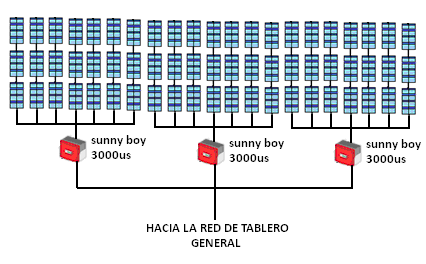 sunny boy
3000us
sunny boy
3000us
sunny boy
3000us
HACIA LA RED DE TABLERO
GENERAL